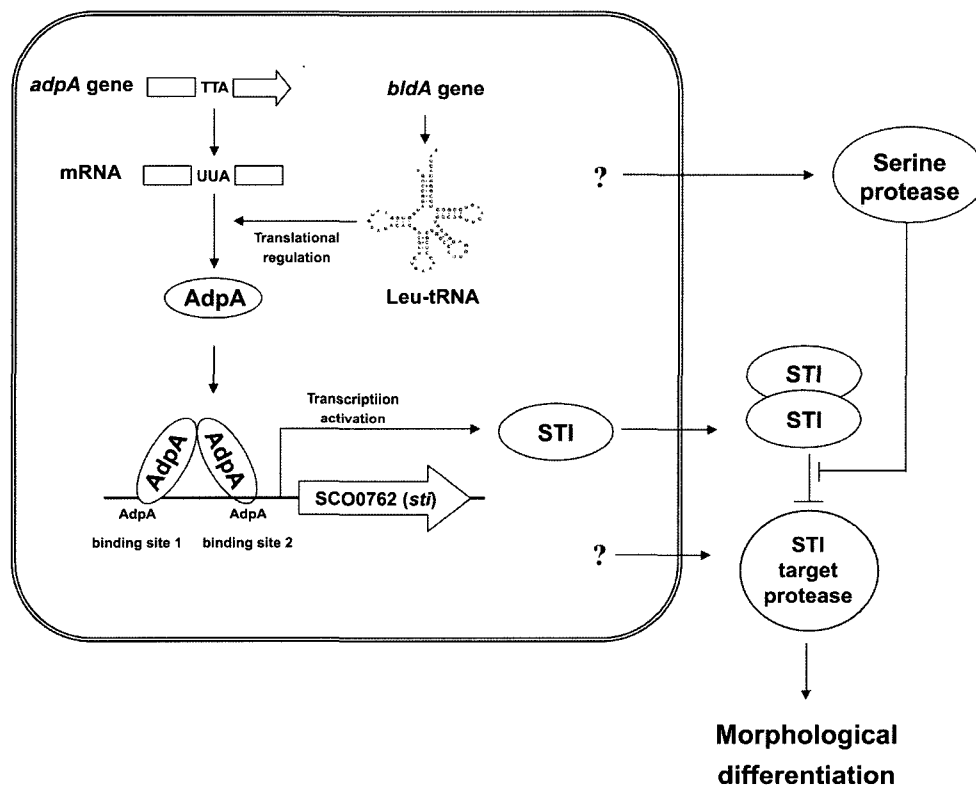 adpA gene
TTA
bldA gene
mRNA
UUA
?
Serine
protease
Translational
regulation
AdpA
Leu-tRNA
STI
STI
Transcriptiion
activation
AdpA
AdpA
STI
SCO0762 (sti)
AdpA
AdpA
binding site 1
binding site 2
?
STI
target
protease
Morphological
differentiation